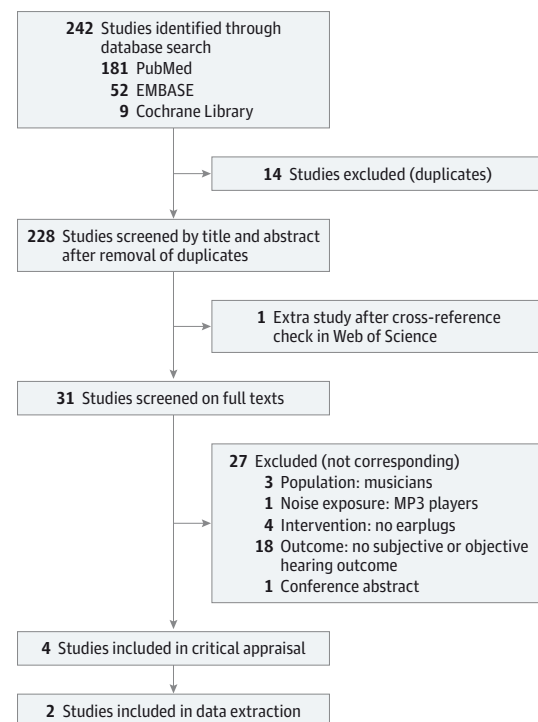 242 Studies identified through
database search
181 PubMed
52 EMBASE
9 Cochrane Library
14 Studies excluded (duplicates)
228 Studies screened by title and abstract
after removal of duplicates
1 Extra study after cross-reference
check in Web of Science
31 Studies screened on full texts
27 Excluded (not corresponding)
3 Population: musicians
1 Noise exposure: MP3 players
4 Intervention: no earplugs
18 Outcome: no subjective or objective
hearing outcome
1 Conference abstract
4 Studies included in critical appraisal
2 Studies included in data extraction